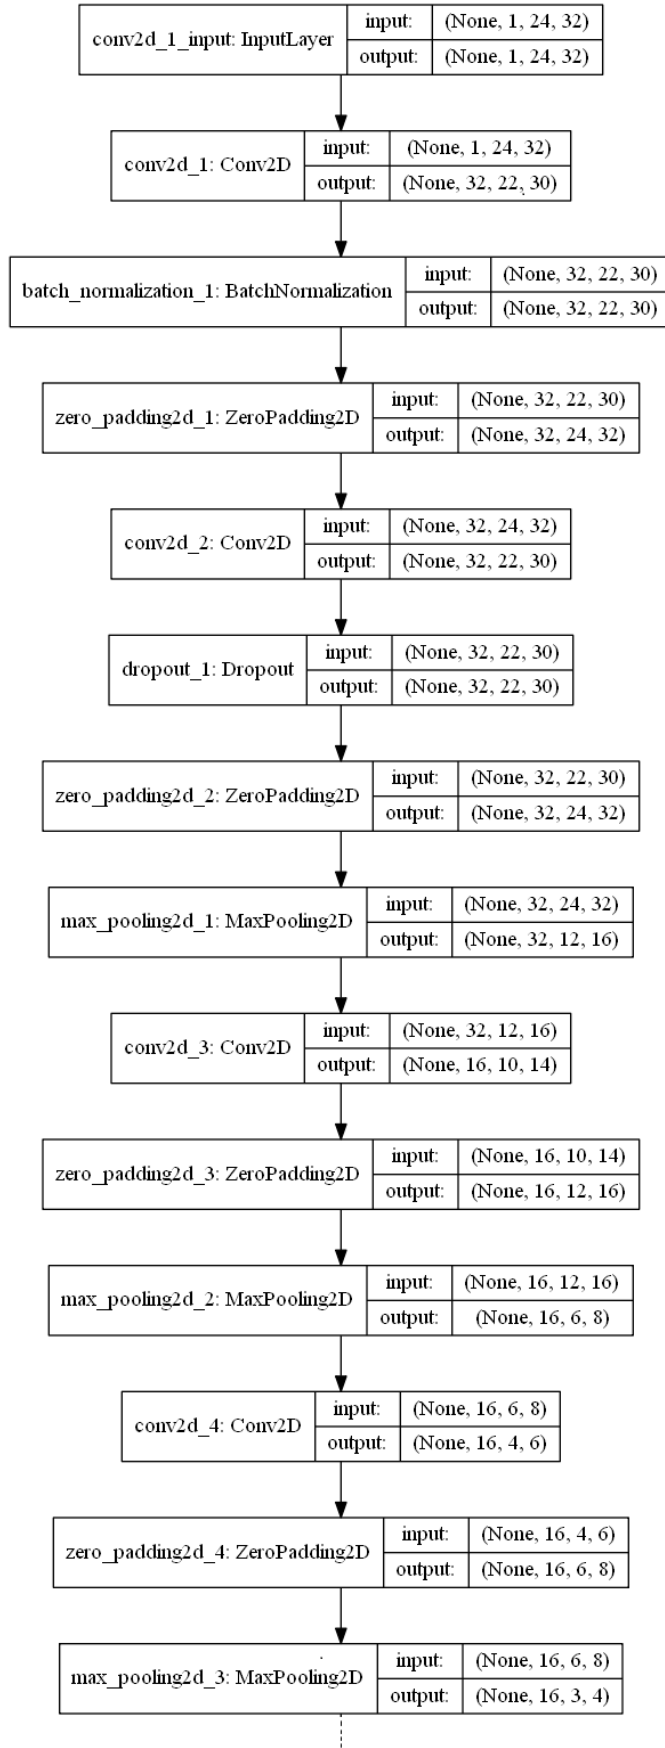 conv2d_1_input: InputLayer
input: (None, 1, 24, 32)
output: (None, 1, 24, 32)
conv2d_1: Conv2D
input: (None, 1, 24, 32)
output: (None, 32, 22, 30)
batch_normalization_1: BatchNormalization
input: (None, 32, 22, 30)
output: (None, 32, 22, 30)
zero_padding2d_1: ZeroPadding2D
input: (None, 32, 22, 30)
output: (None, 32, 24, 32)
conv2d_2: Conv2D
input: (None, 32, 24, 32)
output: (None, 32, 22, 30)
dropout_1: Dropout
input: (None, 32, 22, 30)
output: (None, 32, 22, 30)
zero_padding2d_2: ZeroPadding2D
input: (None, 32, 22, 30)
output: (None, 32, 24, 32)
max_pooling2d_1: MaxPooling2D
input: (None, 32, 24, 32)
output: (None, 32, 12, 16)
conv2d_3: Conv2D
input: (None, 32, 12, 16)
output: (None, 16, 10, 14)
zero_padding2d_3: ZeroPadding2D
input: (None, 16, 10, 14)
output: (None, 16, 12, 16)
max_pooling2d_2: MaxPooling2D
input: (None, 16, 12, 16)
output: (None, 16, 6, 8)
conv2d_4: Conv2D
input: (None, 16, 6, 8)
output: (None, 16, 4, 6)
zero_padding2d_4: ZeroPadding2D
input: (None, 16, 4, 6)
output: (None, 16, 6, 8)
max_pooling2d_3: MaxPooling2D
input: (None, 16, 6, 8)
output: (None, 16, 3, 4)